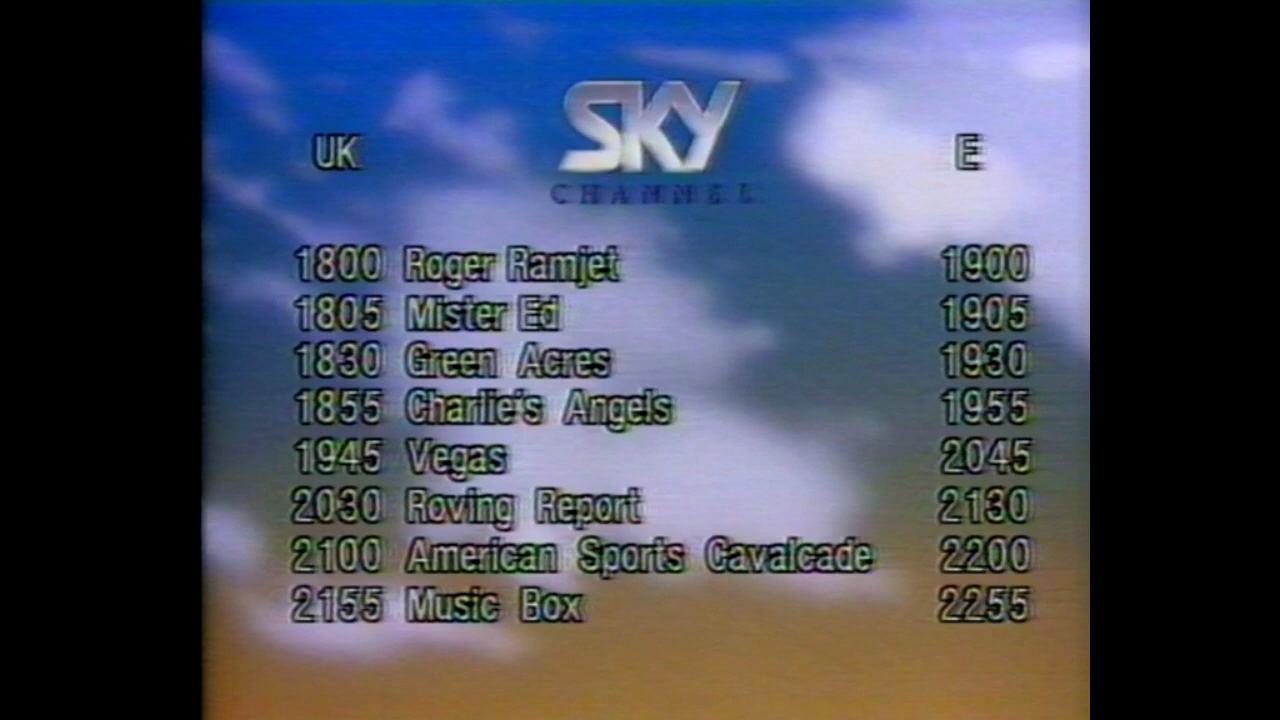 SKY
CHANNEL
UK E
1800 Roger Ramjet 1900
1805 Mister Ed 1905
1830 Green Acres 1930
1855 Charlie's Angels 1955
1945 Vegas 2045
2030 Roving Report 2130
2100 American Sports Cavalcade 2200
2155 Music Box 2255